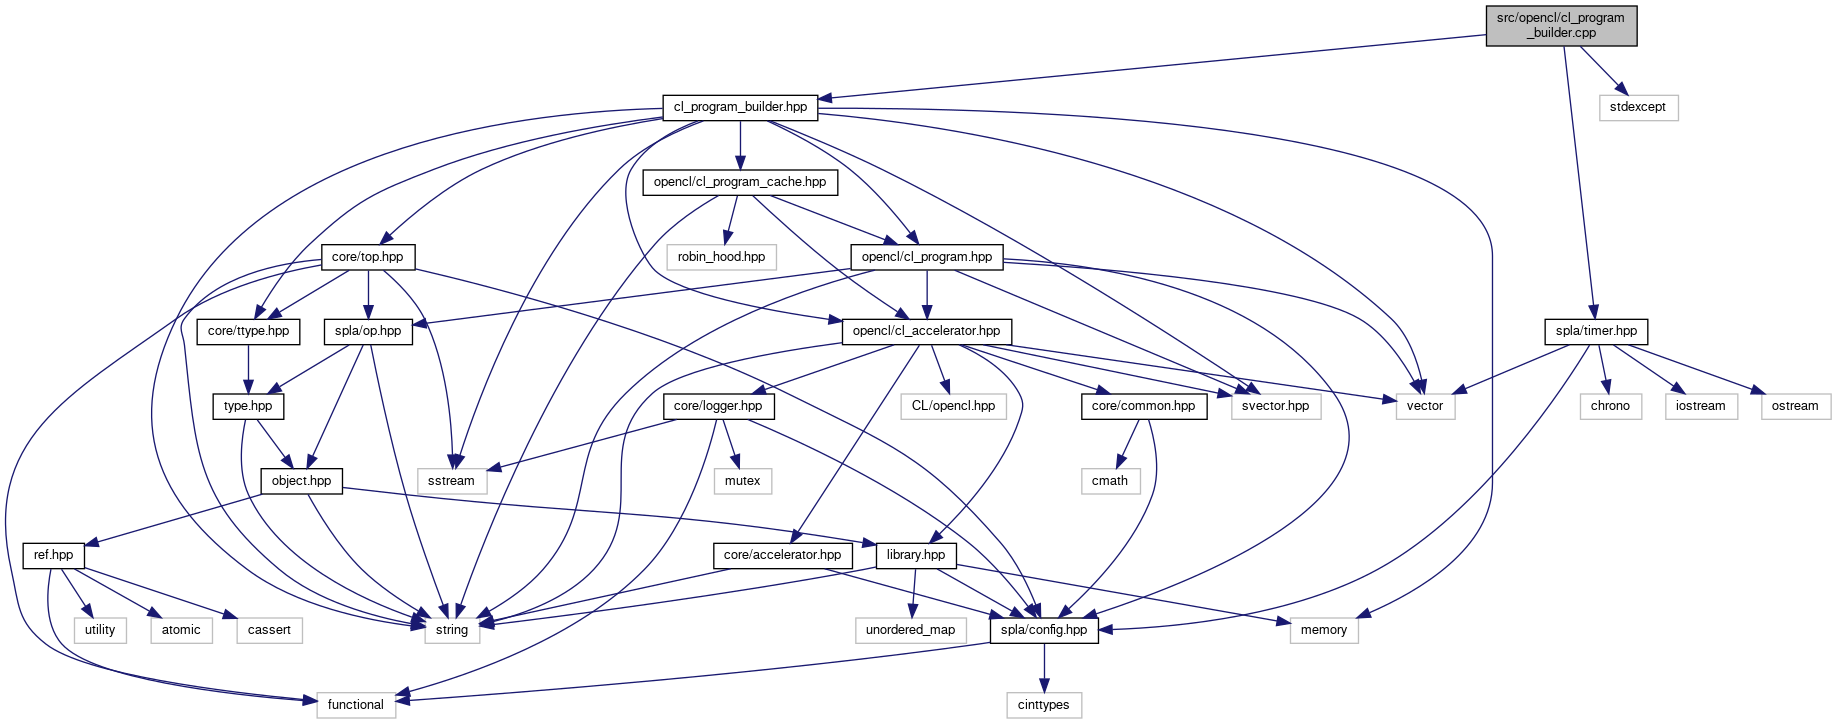 src/opencl/cl_program
_builder.cpp
cl_program_builder.hpp
stdexcept
opencl/cl_program_cache.hpp
core/top.hpp
robin_hood.hpp
opencl/cl_program.hpp
core/ttype.hpp
spla/op.hpp
opencl/cl_accelerator.hpp
spla/timer.hpp
type.hpp
core/logger.hpp
CL/opencl.hpp
core/common.hpp
svector.hpp
vector
chrono
iostream
ostream
object.hpp
sstream
mutex
cmath
ref.hpp
core/accelerator.hpp
library.hpp
utility
atomic
cassert
string
unordered_map
spla/config.hpp
memory
functional
cinttypes